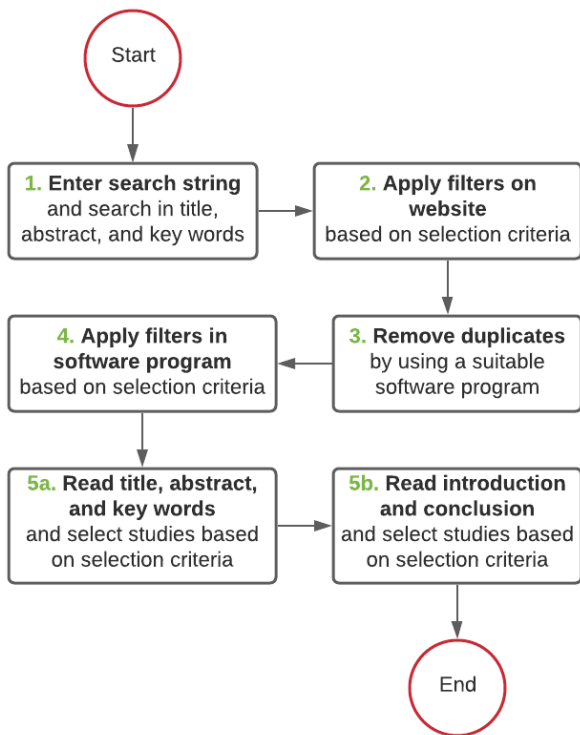 Start
1. Enter search string
and search in title,
abstract, and key words
2. Apply filters on
website
based on selection criteria
3. Remove duplicates
by using a suitable
software program
4. Apply filters in
software program
based on selection criteria
5a. Read title, abstract,
and key words
and select studies based
on selection criteria
5b. Read introduction
and conclusion
and select studies based
on selection criteria
End